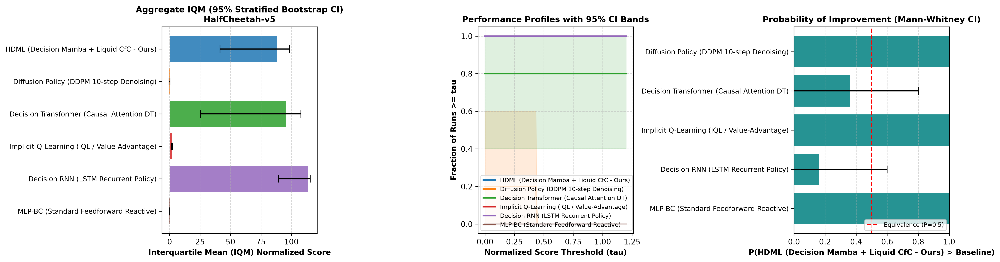 Aggregate IQM (95% Stratified Bootstrap CI)
HalfCheetah-v5
HDML (Decision Mamba + Liquid CfC - Ours)
Diffusion Policy (DDPM 10-step Denoising)
Decision Transformer (Causal Attention DT)
Implicit Q-Learning (IQL / Value-Advantage)
Decision RNN (LSTM Recurrent Policy)
MLP-BC (Standard Feedforward Reactive)
0 25 50 75 100
Interquartile Mean (IQM) Normalized Score
Performance Profiles with 95% CI Bands
Fraction of Runs >= tau
1.0
0.8
0.6
0.4
0.2
0.0
HDML (Decision Mamba + Liquid CfC - Ours)
Diffusion Policy (DDPM 10-step Denoising)
Decision Transformer (Causal Attention DT)
Implicit Q-Learning (IQL / Value-Advantage)
Decision RNN (LSTM Recurrent Policy)
MLP-BC (Standard Feedforward Reactive)
0.00 0.25 0.50 0.75 1.00 1.25
Normalized Score Threshold (tau)
Probability of Improvement (Mann-Whitney CI)
Diffusion Policy (DDPM 10-step Denoising)
Decision Transformer (Causal Attention DT)
Implicit Q-Learning (IQL / Value-Advantage)
Decision RNN (LSTM Recurrent Policy)
MLP-BC (Standard Feedforward Reactive)
Equivalence (P=0.5)
0.0 0.2 0.4 0.6 0.8 1.0
P(HDML (Decision Mamba + Liquid CfC - Ours) > Baseline)